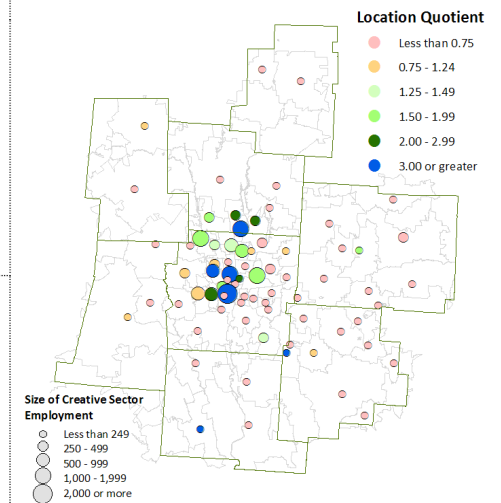 Location Quotient
Less than 0.75
0.75 - 1.24
1.25 - 1.49
1.50 - 1.99
2.00 - 2.99
3.00 or greater
Size of Creative Sector
Employment
Less than 249
250 - 499
500 - 999
1,000 - 1,999
2,000 or more